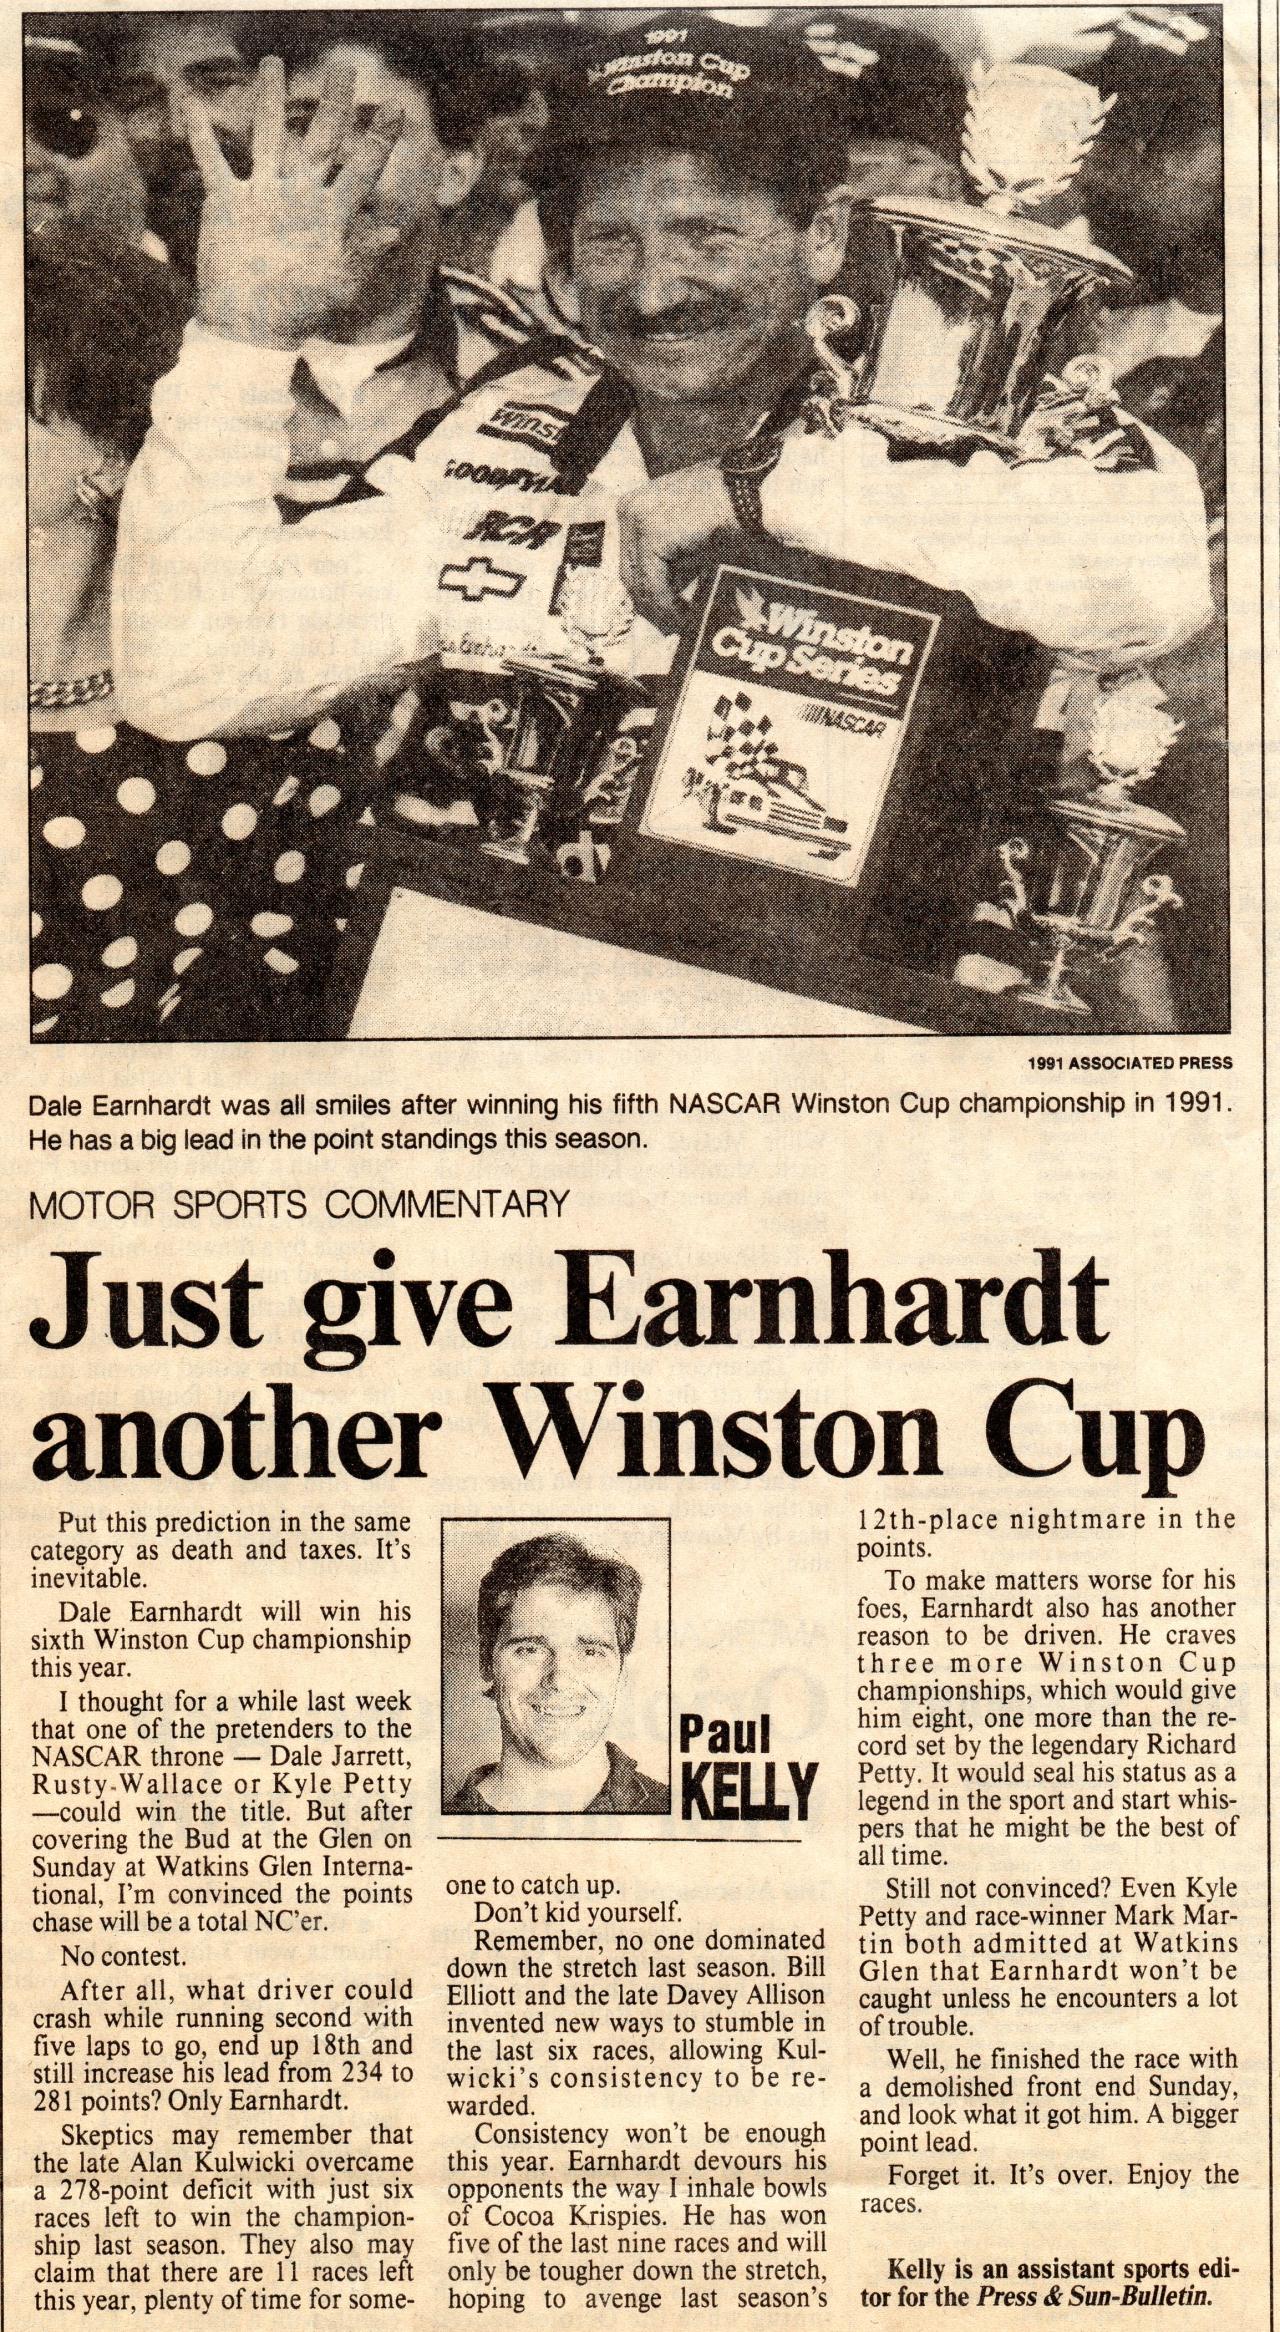 1991
Winston Cup
Champion
Winst
GOODYEAR
RCA
Winston
Cup Series
NASCAR
1991 ASSOCIATED PRESS
Dale Earnhardt was all smiles after winning his fifth NASCAR Winston Cup championship in 1991.
He has a big lead in the point standings this season.
MOTOR SPORTS COMMENTARY
Just give Earnhardt
another Winston Cup
Put this prediction in the same
category as death and taxes. It's
inevitable.
Dale Earnhardt will win his
sixth Winston Cup championship
this year.
I thought for a while last week
that one of the pretenders to the
NASCAR throne — Dale Jarrett,
Rusty Wallace or Kyle Petty
—could win the title. But after
covering the Bud at the Glen on
Sunday at Watkins Glen Interna-
tional, I'm convinced the points
chase will be a total NC'er.
No contest.
After all, what driver could
crash while running second with
five laps to go, end up 18th and
still increase his lead from 234 to
281 points? Only Earnhardt.
Skeptics may remember that
the late Alan Kulwicki overcame
a 278-point deficit with just six
races left to win the champion-
ship last season. They also may
claim that there are 11 races left
this year, plenty of time for some-
Paul
KELLY
one to catch up.
Don't kid yourself.
Remember, no one dominated
down the stretch last season. Bill
Elliott and the late Davey Allison
invented new ways to stumble in
the last six races, allowing Kul-
wicki's consistency to be re-
warded.
Consistency won't be enough
this year. Earnhardt devours his
opponents the way I inhale bowls
of Cocoa Krispies. He has won
five of the last nine races and will
only be tougher down the stretch,
hoping to avenge last season's
12th-place nightmare in the
points.
To make matters worse for his
foes, Earnhardt also has another
reason to be driven. He craves
three more Winston Cup
championships, which would give
him eight, one more than the re-
cord set by the legendary Richard
Petty. It would seal his status as a
legend in the sport and start whis-
pers that he might be the best of
all time.
Still not convinced? Even Kyle
Petty and race-winner Mark Mar-
tin both admitted at Watkins
Glen that Earnhardt won't be
caught unless he encounters a lot
of trouble.
Well, he finished the race with
a demolished front end Sunday,
and look what it got him. A bigger
point lead.
Forget it. It's over. Enjoy the
races.
Kelly is an assistant sports edi-
tor for the Press & Sun-Bulletin.